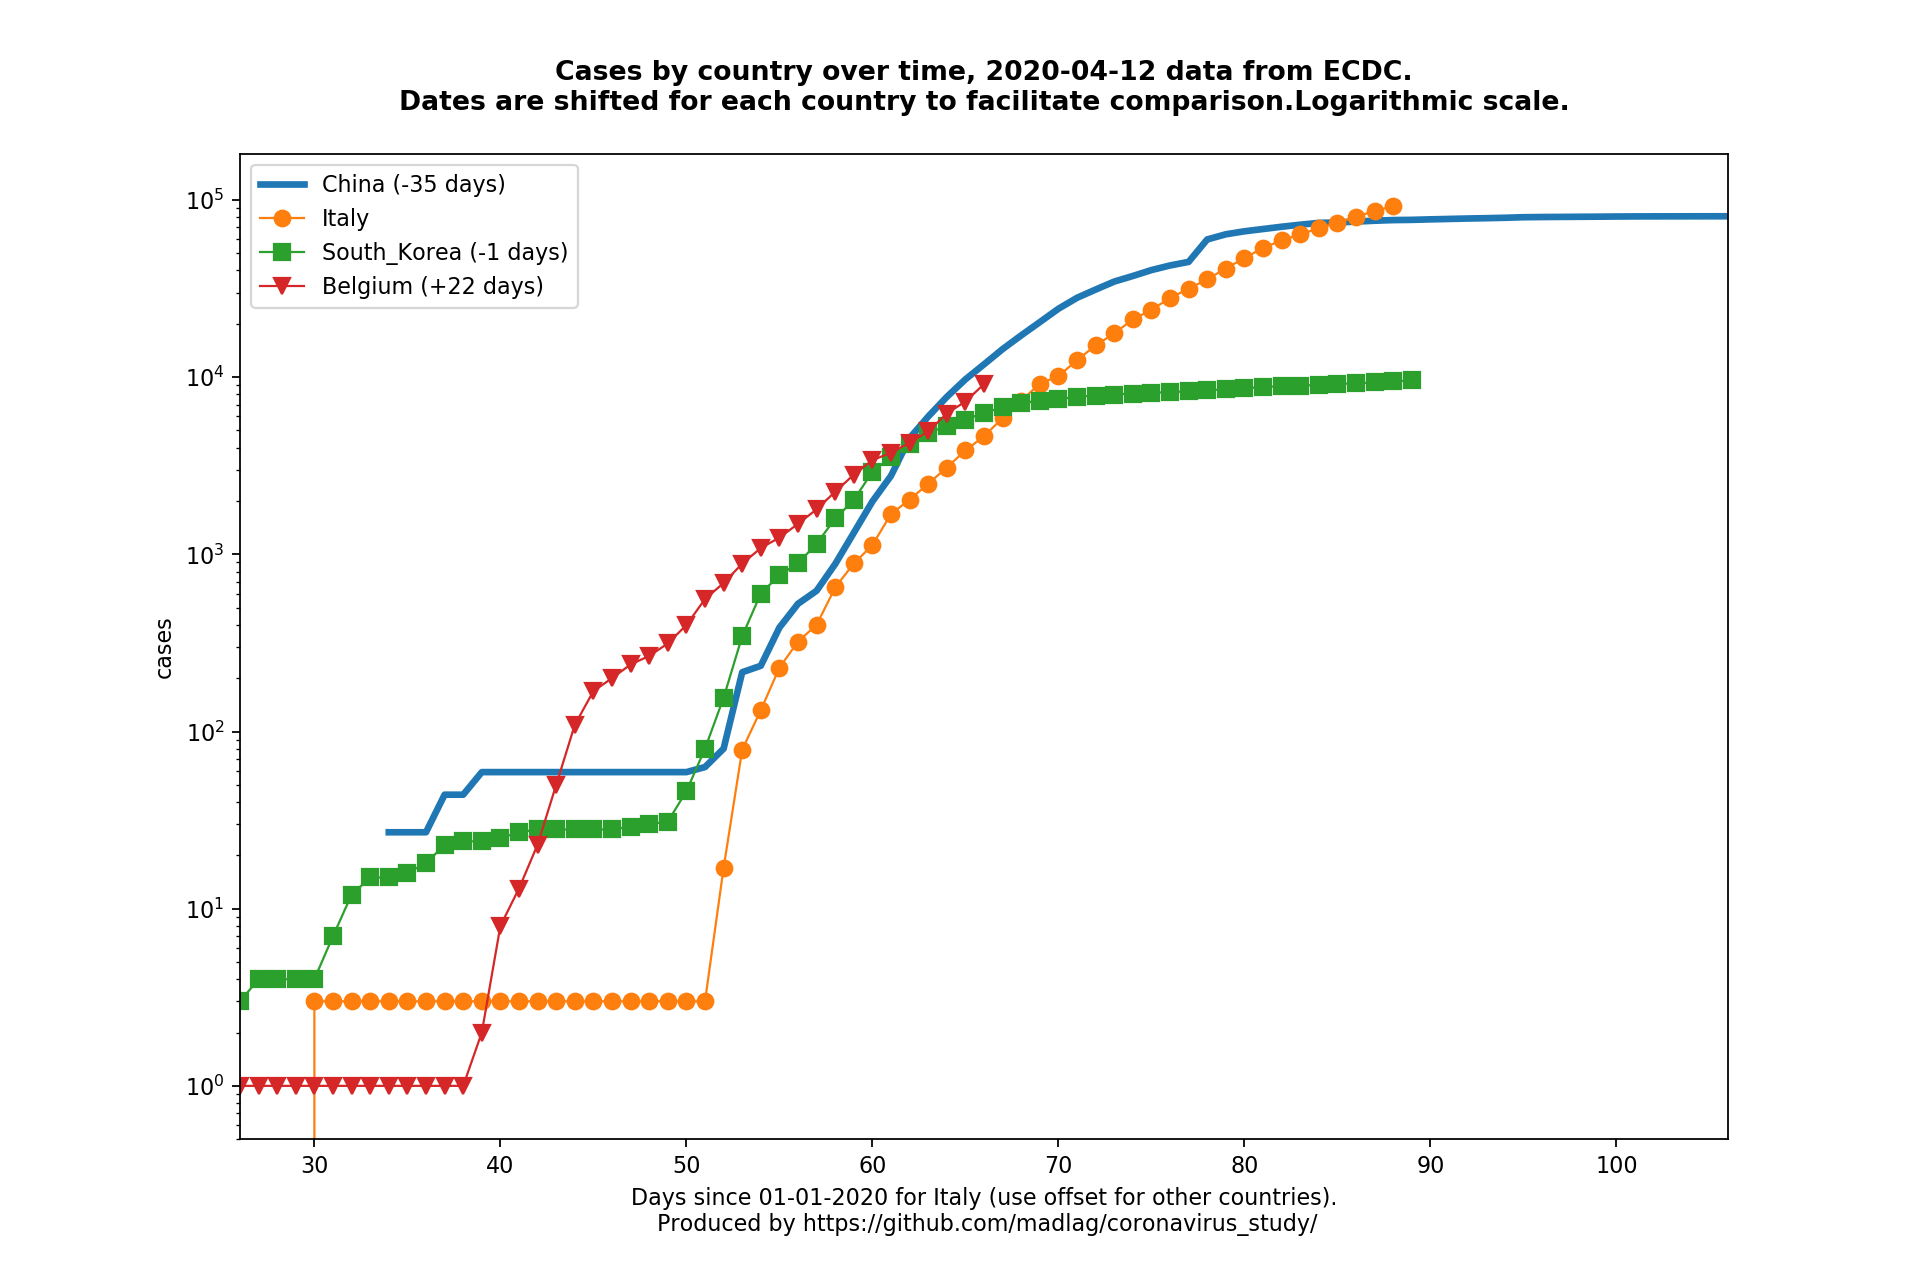 Cases by country over time, 2020-04-12 data from ECDC.
Dates are shifted for each country to facilitate comparison.Logarithmic scale.
China (-35 days)
Italy
South_Korea (-1 days)
Belgium (+22 days)
10⁵
10⁴
10³
10²
10¹
10⁰
cases
30 40 50 60 70 80 90 100
Days since 01-01-2020 for Italy (use offset for other countries).
Produced by https://github.com/madlag/coronavirus_study/